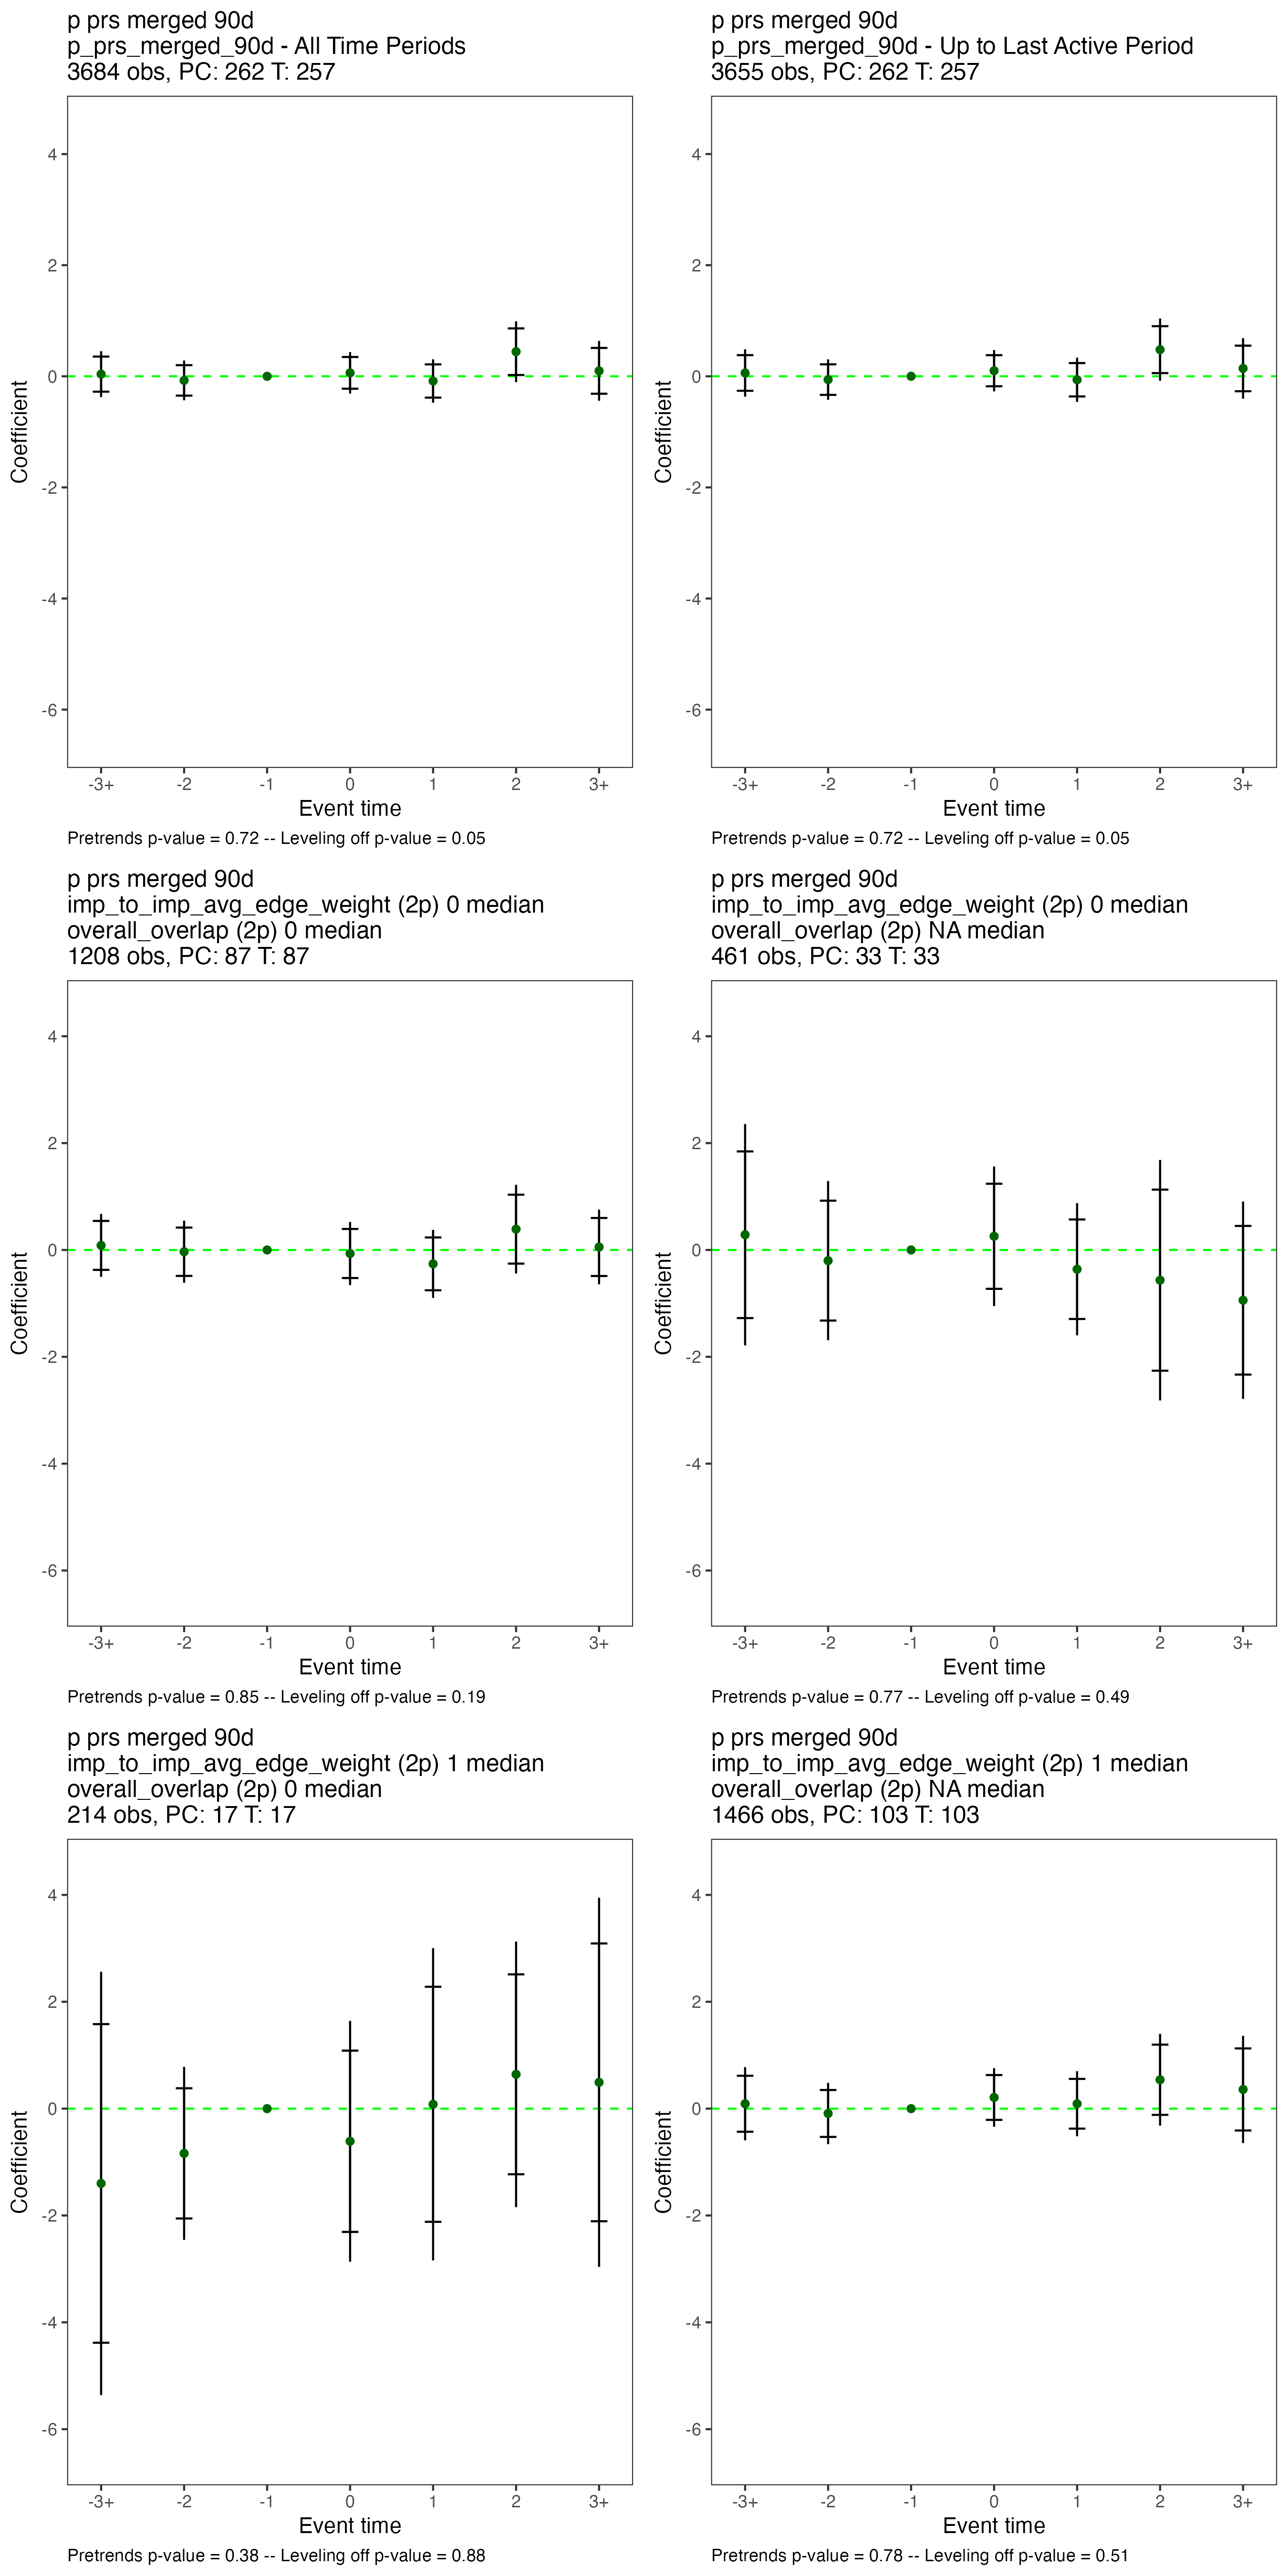 p prs merged 90d
p_prs_merged_90d - All Time Periods
3684 obs, PC: 262 T: 257
4
2
0
-2
-4
-6
Coefficient
-3+ -2 -1 0 1 2 3+
Event time
Pretrends p-value = 0.72 -- Leveling off p-value = 0.05
p prs merged 90d
p_prs_merged_90d - Up to Last Active Period
3655 obs, PC: 262 T: 257
4
2
0
-2
-4
-6
Coefficient
-3+ -2 -1 0 1 2 3+
Event time
Pretrends p-value = 0.72 -- Leveling off p-value = 0.05
p prs merged 90d
imp_to_imp_avg_edge_weight (2p) 0 median
overall_overlap (2p) 0 median
1208 obs, PC: 87 T: 87
4
2
0
-2
-4
-6
Coefficient
-3+ -2 -1 0 1 2 3+
Event time
Pretrends p-value = 0.85 -- Leveling off p-value = 0.19
p prs merged 90d
imp_to_imp_avg_edge_weight (2p) 0 median
overall_overlap (2p) NA median
461 obs, PC: 33 T: 33
4
2
0
-2
-4
-6
Coefficient
-3+ -2 -1 0 1 2 3+
Event time
Pretrends p-value = 0.77 -- Leveling off p-value = 0.49
p prs merged 90d
imp_to_imp_avg_edge_weight (2p) 1 median
overall_overlap (2p) 0 median
214 obs, PC: 17 T: 17
4
2
0
-2
-4
-6
Coefficient
-3+ -2 -1 0 1 2 3+
Event time
Pretrends p-value = 0.38 -- Leveling off p-value = 0.88
p prs merged 90d
imp_to_imp_avg_edge_weight (2p) 1 median
overall_overlap (2p) NA median
1466 obs, PC: 103 T: 103
4
2
0
-2
-4
-6
Coefficient
-3+ -2 -1 0 1 2 3+
Event time
Pretrends p-value = 0.78 -- Leveling off p-value = 0.51